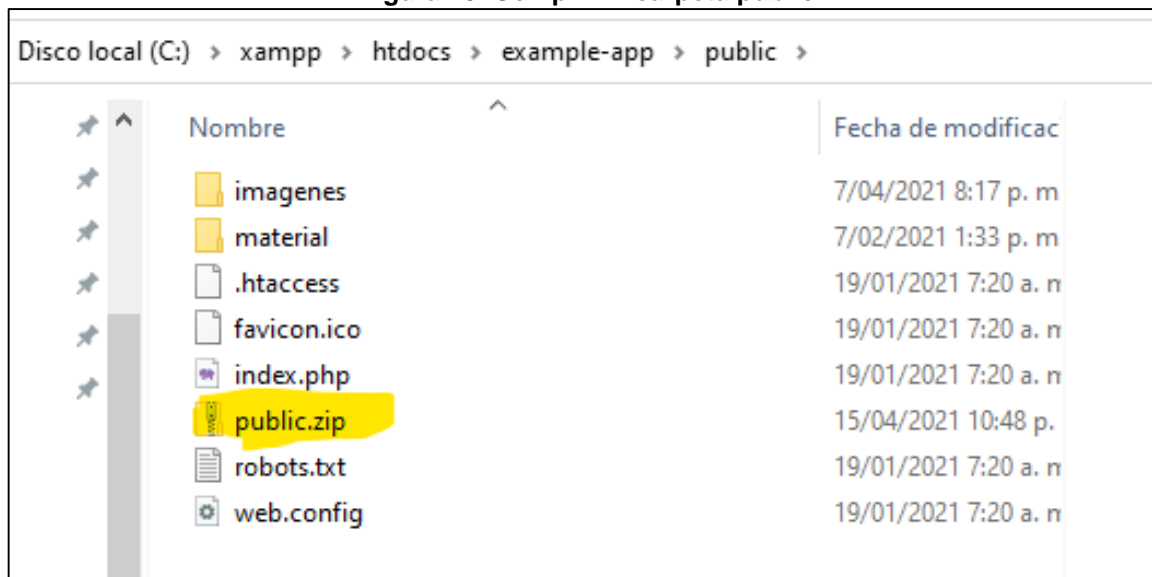 Disco local (C:) > xampp > htdocs > example-app > public >
Nombre Fecha de modificac
imagenes 7/04/2021 8:17 p. m
material 7/02/2021 1:33 p. m
.htaccess 19/01/2021 7:20 a. m
favicon.ico 19/01/2021 7:20 a. m
index.php 19/01/2021 7:20 a. m
public.zip 15/04/2021 10:48 p.
robots.txt 19/01/2021 7:20 a. m
web.config 19/01/2021 7:20 a. m